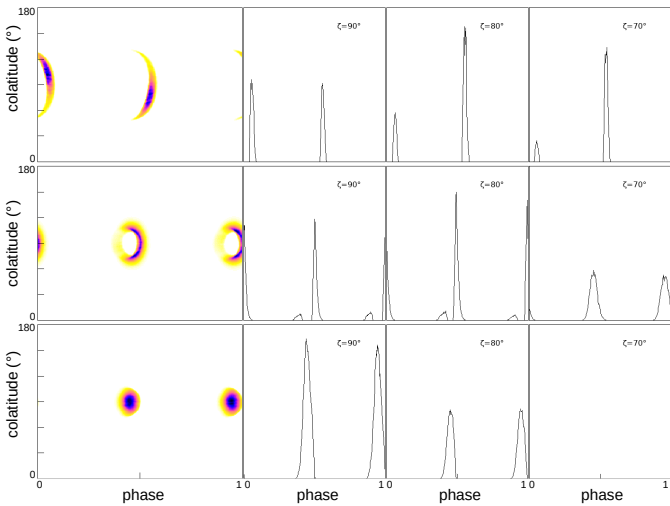 180
colatitude (°)
0
ζ=90°
ζ=80°
ζ=70°
180
colatitude (°)
0
ζ=90°
ζ=80°
ζ=70°
180
colatitude (°)
0
ζ=90°
ζ=80°
ζ=70°
0 1 0 1 0 1 0 1
phase phase phase phase